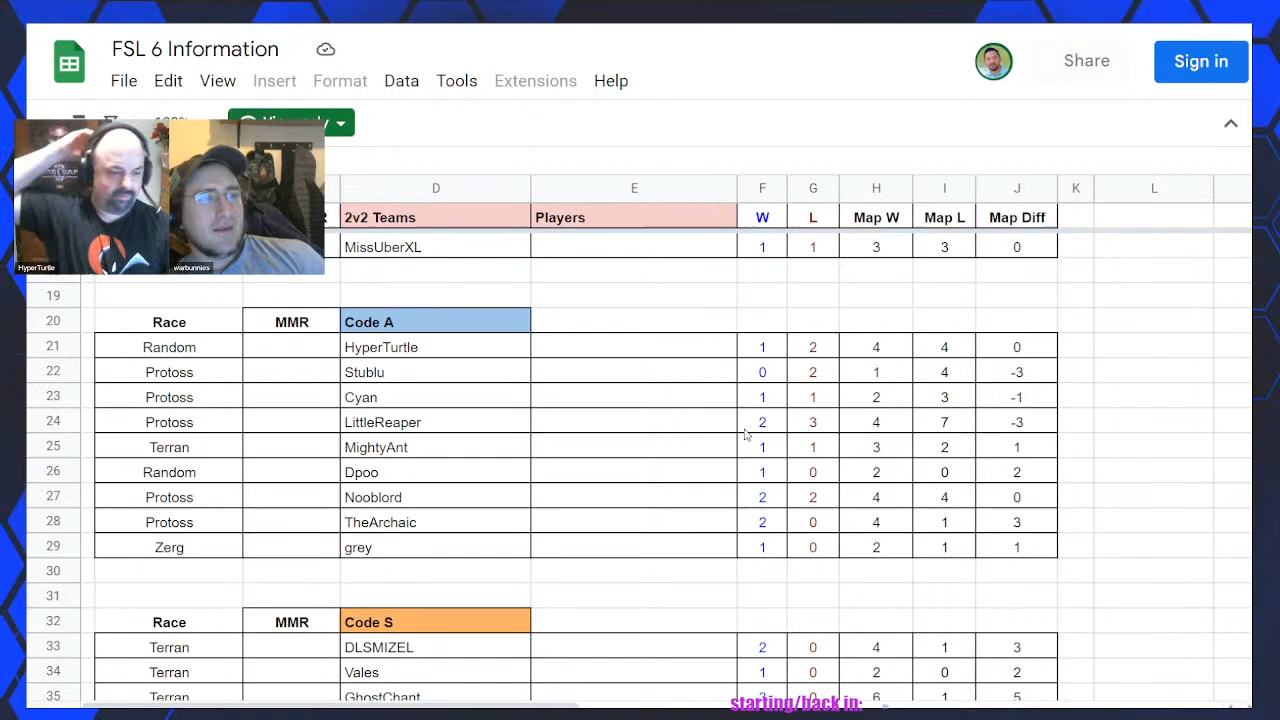 FSL 6 Information
File Edit View Insert Format Data Tools Extensions Help
Share
Sign in
HyperTurtle
warbunnies
D E F G H I J K L
2v2 Teams Players W L Map W Map L Map Diff
MissUberXL 1 1 3 3 0
19
20 Race MMR Code A
21 Random HyperTurtle 1 2 4 4 0
22 Protoss Stublu 0 2 1 4 -3
23 Protoss Cyan 1 1 2 3 -1
24 Protoss LittleReaper 2 3 4 7 -3
25 Terran MightyAnt 1 1 3 2 1
26 Random Dpoo 1 0 2 0 2
27 Protoss Nooblord 2 2 4 4 0
28 Protoss TheArchaic 2 0 4 1 3
29 Zerg grey 1 0 2 1 1
30
31
32 Race MMR Code S
33 Terran DLSMIZEL 2 0 4 1 3
34 Terran Vales 1 0 2 0 2
35 Terran GhostChant 0 6 1 5
starting/back in: